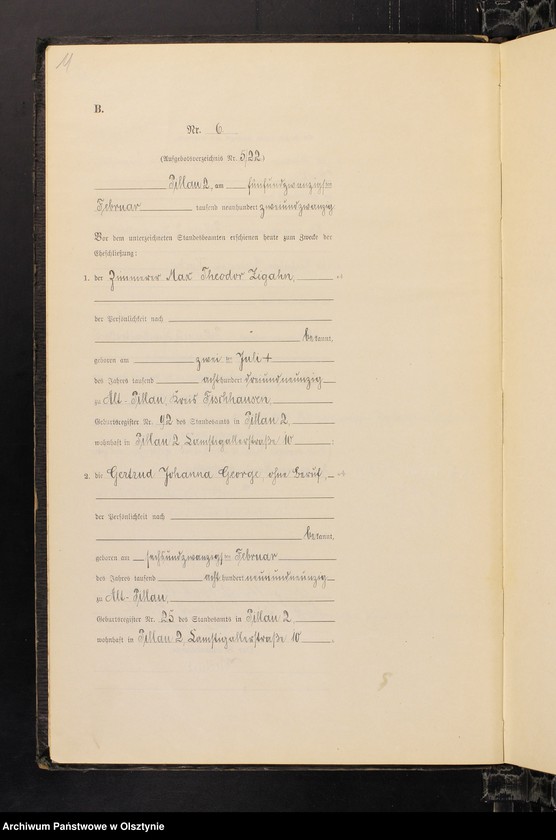 11
B.
Nr. 6
(Aufgebotsverzeichnis Nr. 5/22)
Pillau 2, am fünfundzwanzigsten
Februar tausend neunhundert zweiundzwanzig
Vor dem unterzeichneten Standesbeamten erschienen heute zum Zwecke der
Eheschließung:
1. der Zimmerer Max Theodor Zigahn,
der Persönlichkeit nach
bekannt,
geboren am zwei ten Juli
des Jahres tausend achthundert undneunzig
zu Alt-Pillau, Kreis Fischhausen,
Geburtsregister Nr. 92 des Standesamts in Pillau 2,
wohnhaft in Pillau 2, Camstigallerstraße 10
2. die Gertrud Johanna George, ohne Beruf,
der Persönlichkeit nach
bekannt,
geboren am sechsundzwanzigsten Februar
des Jahres tausend achthundert neunundneunzig
zu Alt-Pillau,
Geburtsregister Nr. 25 des Standesamts in Pillau 2,
wohnhaft in Pillau 2, Camstigallerstraße 10
5
Archiwum Państwowe w Olsztynie